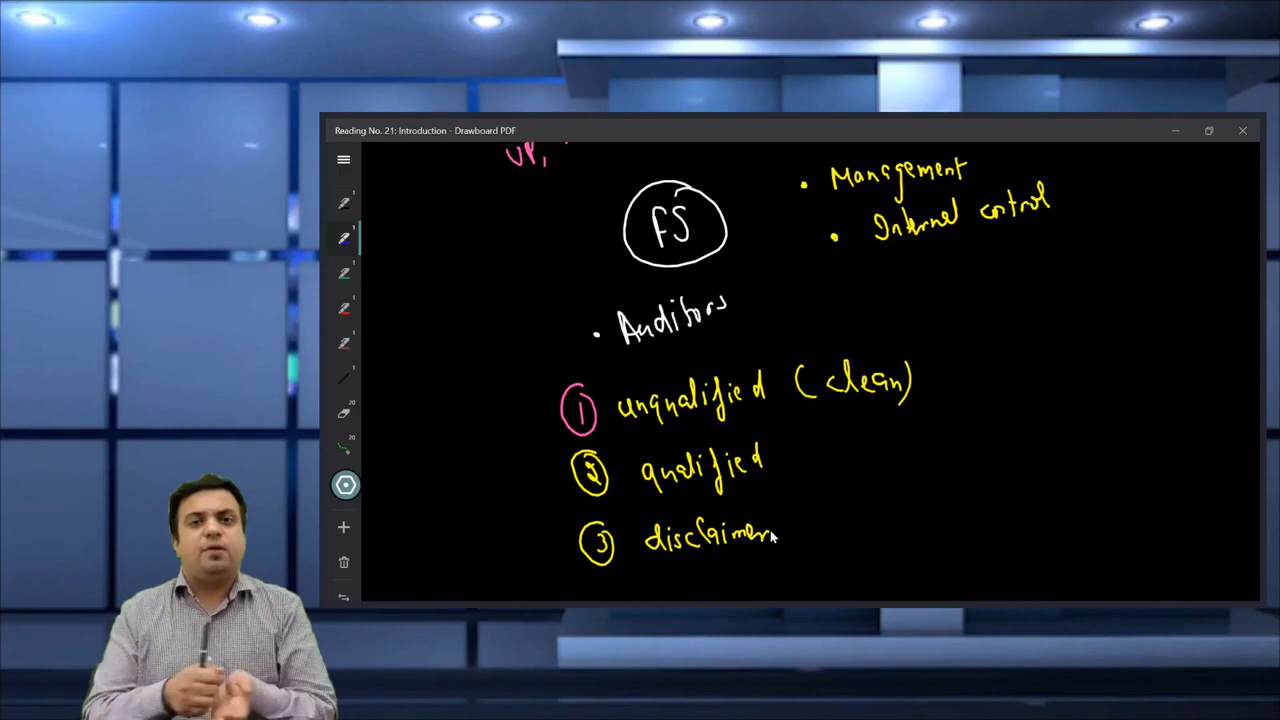 Reading No. 21: Introduction - Drawboard PDF
• Management
• Internal control
FS
• Auditors
① unqualified (clean)
② qualified
③ disclaimer